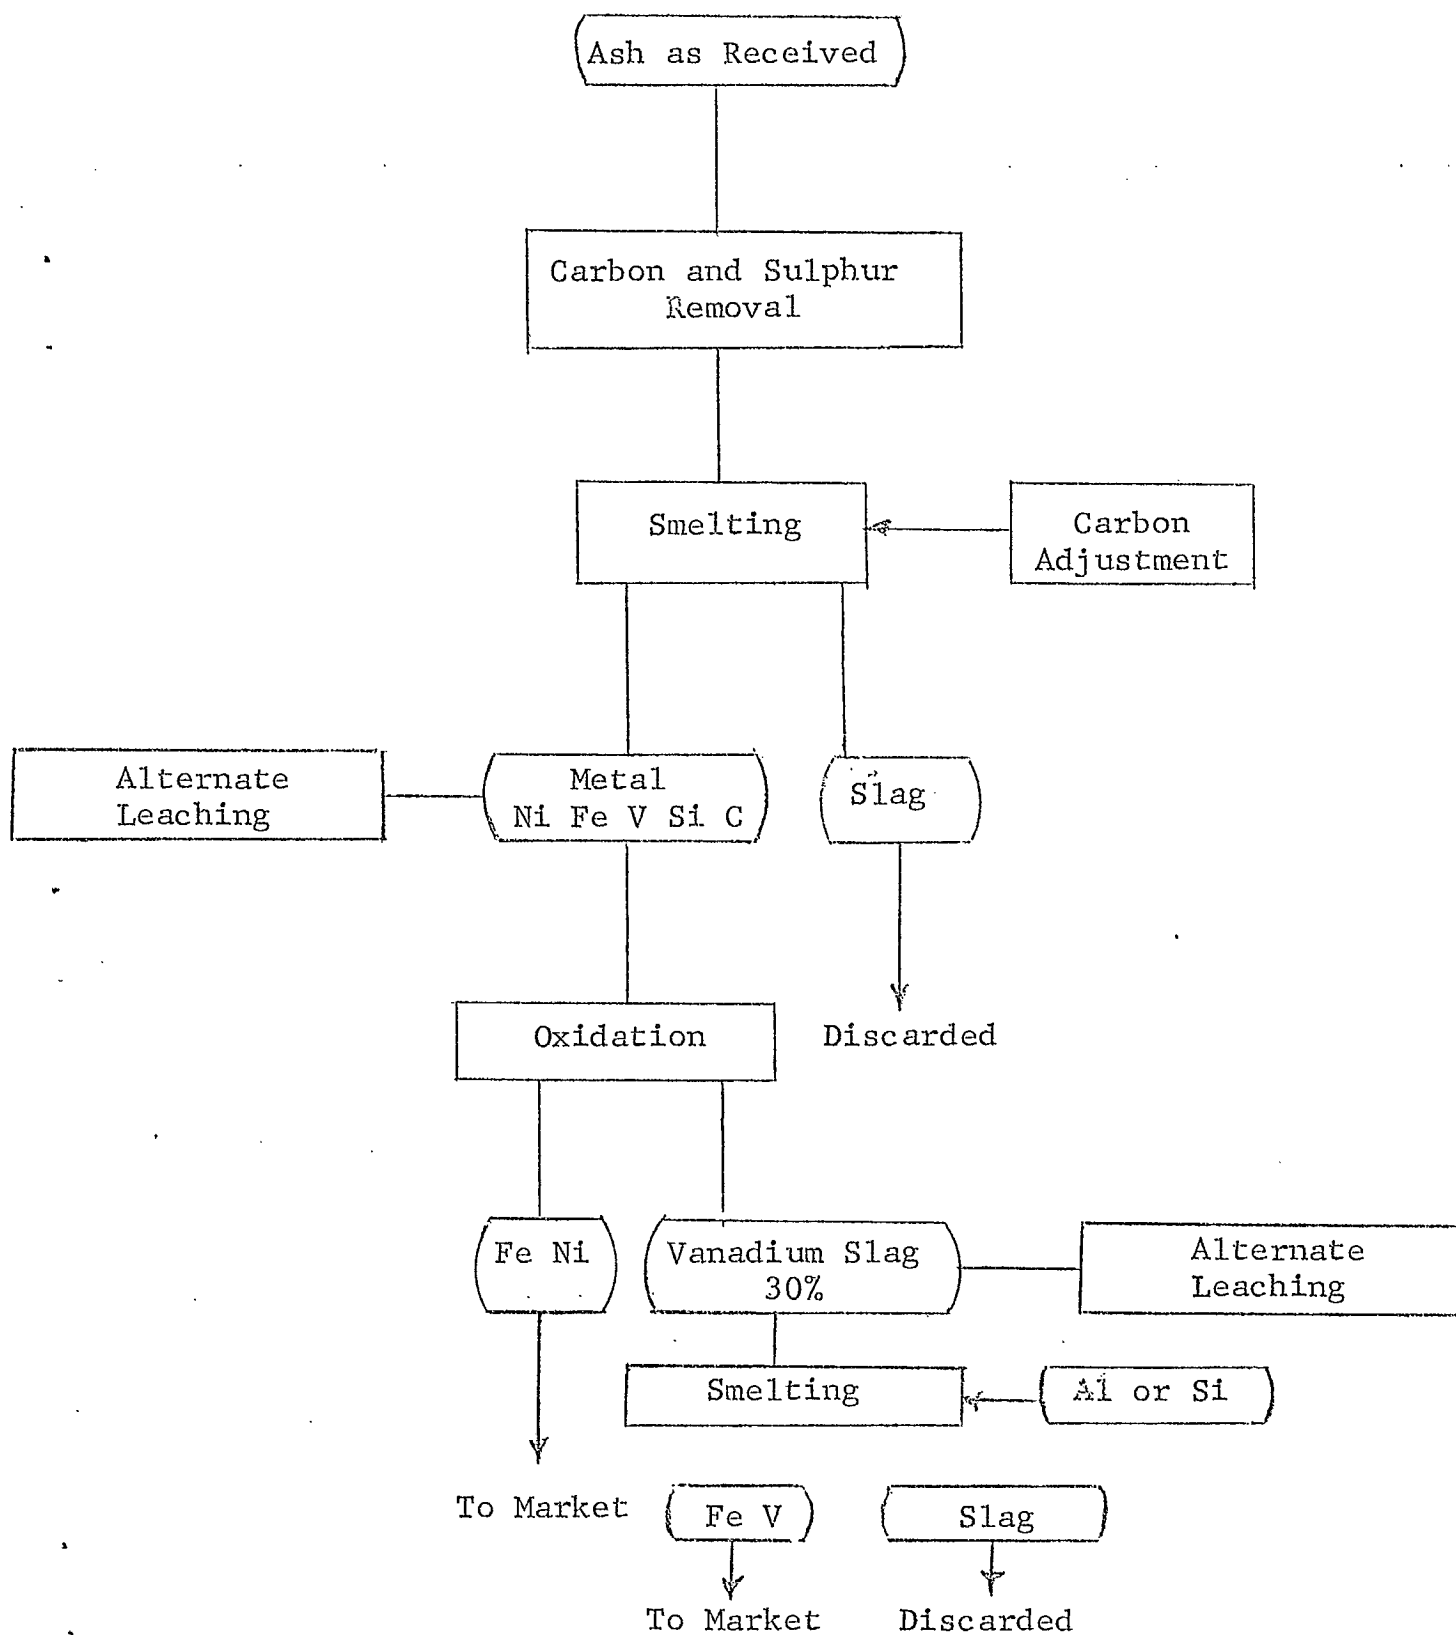 Ash as Received
Carbon and Sulphur
Removal
Smelting
Carbon
Adjustment
Alternate
Leaching
Metal
Ni Fe V Si C
Slag
Oxidation
Discarded
Fe Ni
Vanadium Slag
30%
Alternate
Leaching
Smelting
Al or Si
To Market
Fe V
Slag
To Market
Discarded